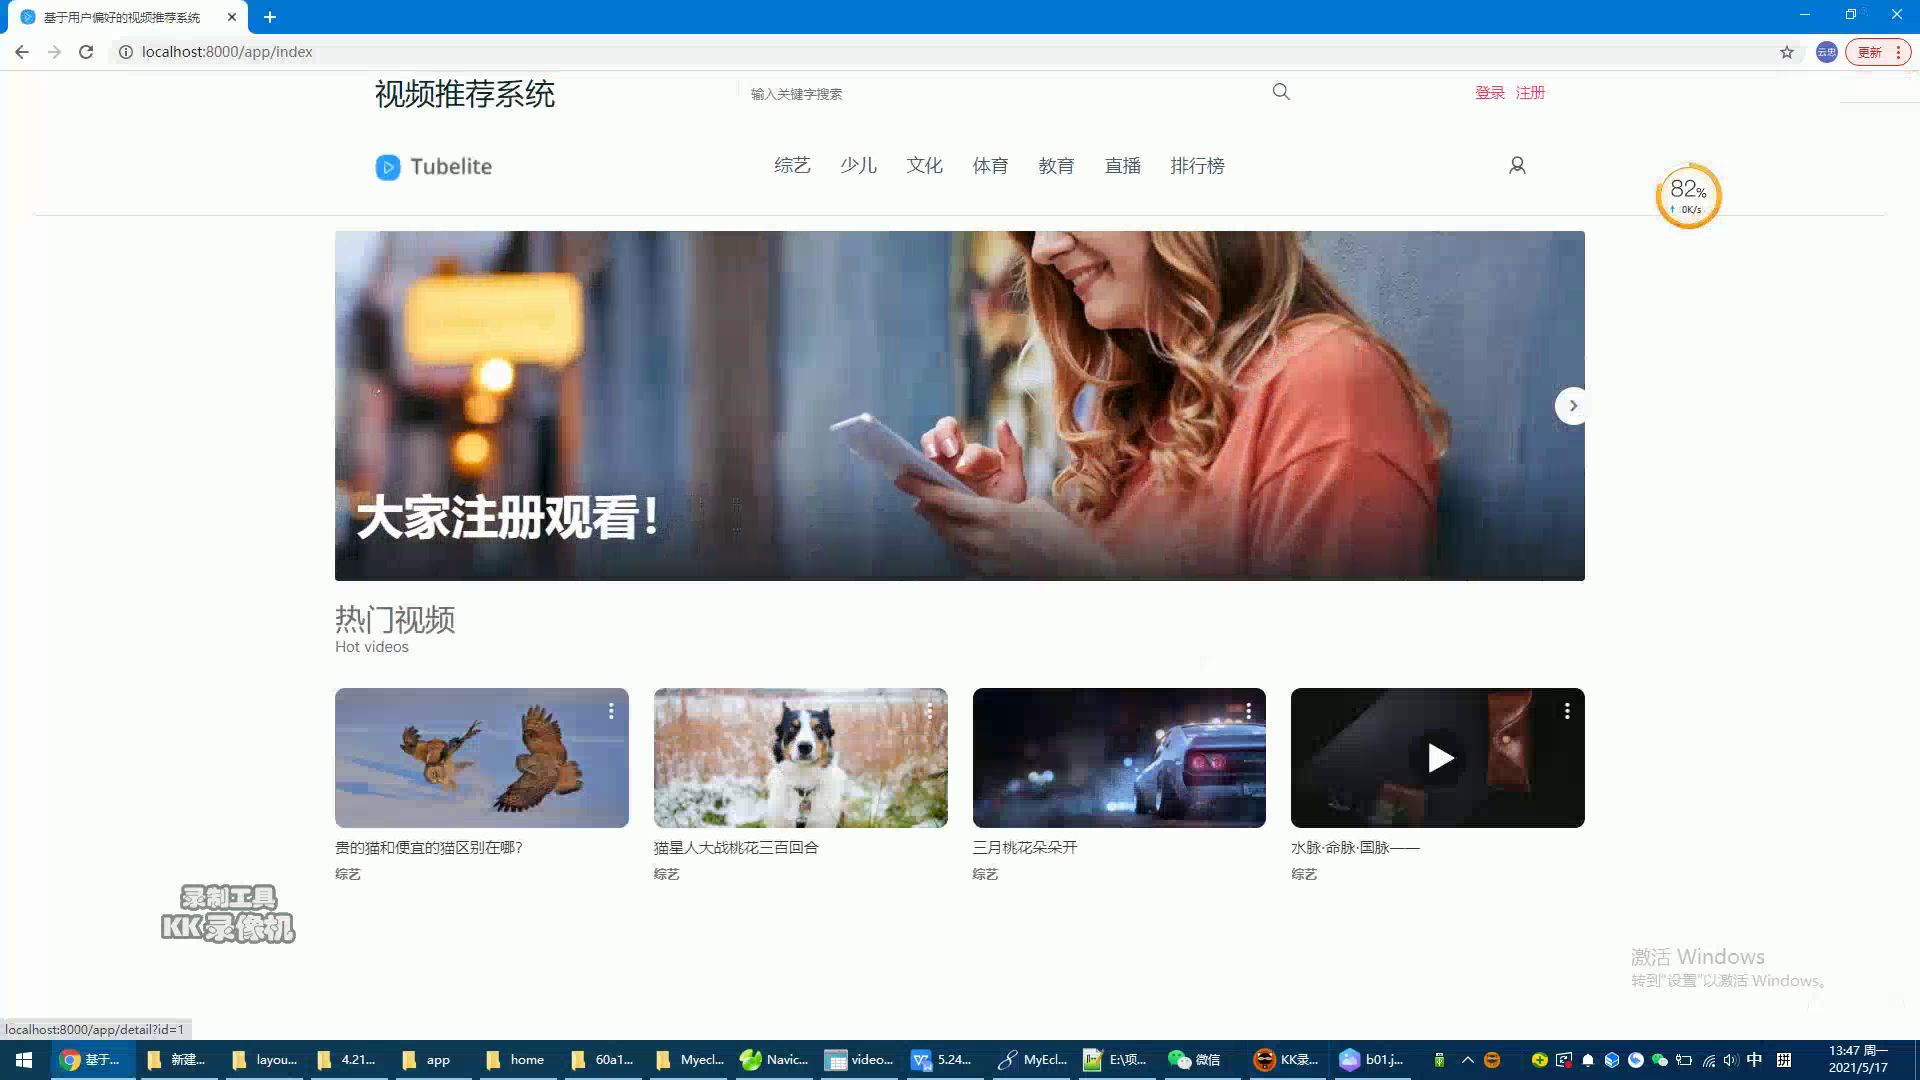 基于用户偏好的视频推荐系统
localhost:8000/app/index
云忠
更新
视频推荐系统
输入关键字搜索
登录 注册
Tubelite
综艺 少儿 文化 体育 教育 直播 排行榜
82%
0K/s
大家注册观看!
热门视频
Hot videos
贵的猫和便宜的猫区别在哪?
综艺
猫星人大战桃花三百回合
综艺
三月桃花朵朵开
综艺
水脉·命脉·国脉——
综艺
录制工具
KK录像机
激活 Windows
转到“设置”以激活 Windows。
localhost:8000/app/detail?id=1
基于... 新建... layou... 4.21... app home 60a1... Myecl... Navic... video... 5.24... MyEcl... E:\项... 微信 KK录... b01.j... 中 拼
13:47 周一
2021/5/17